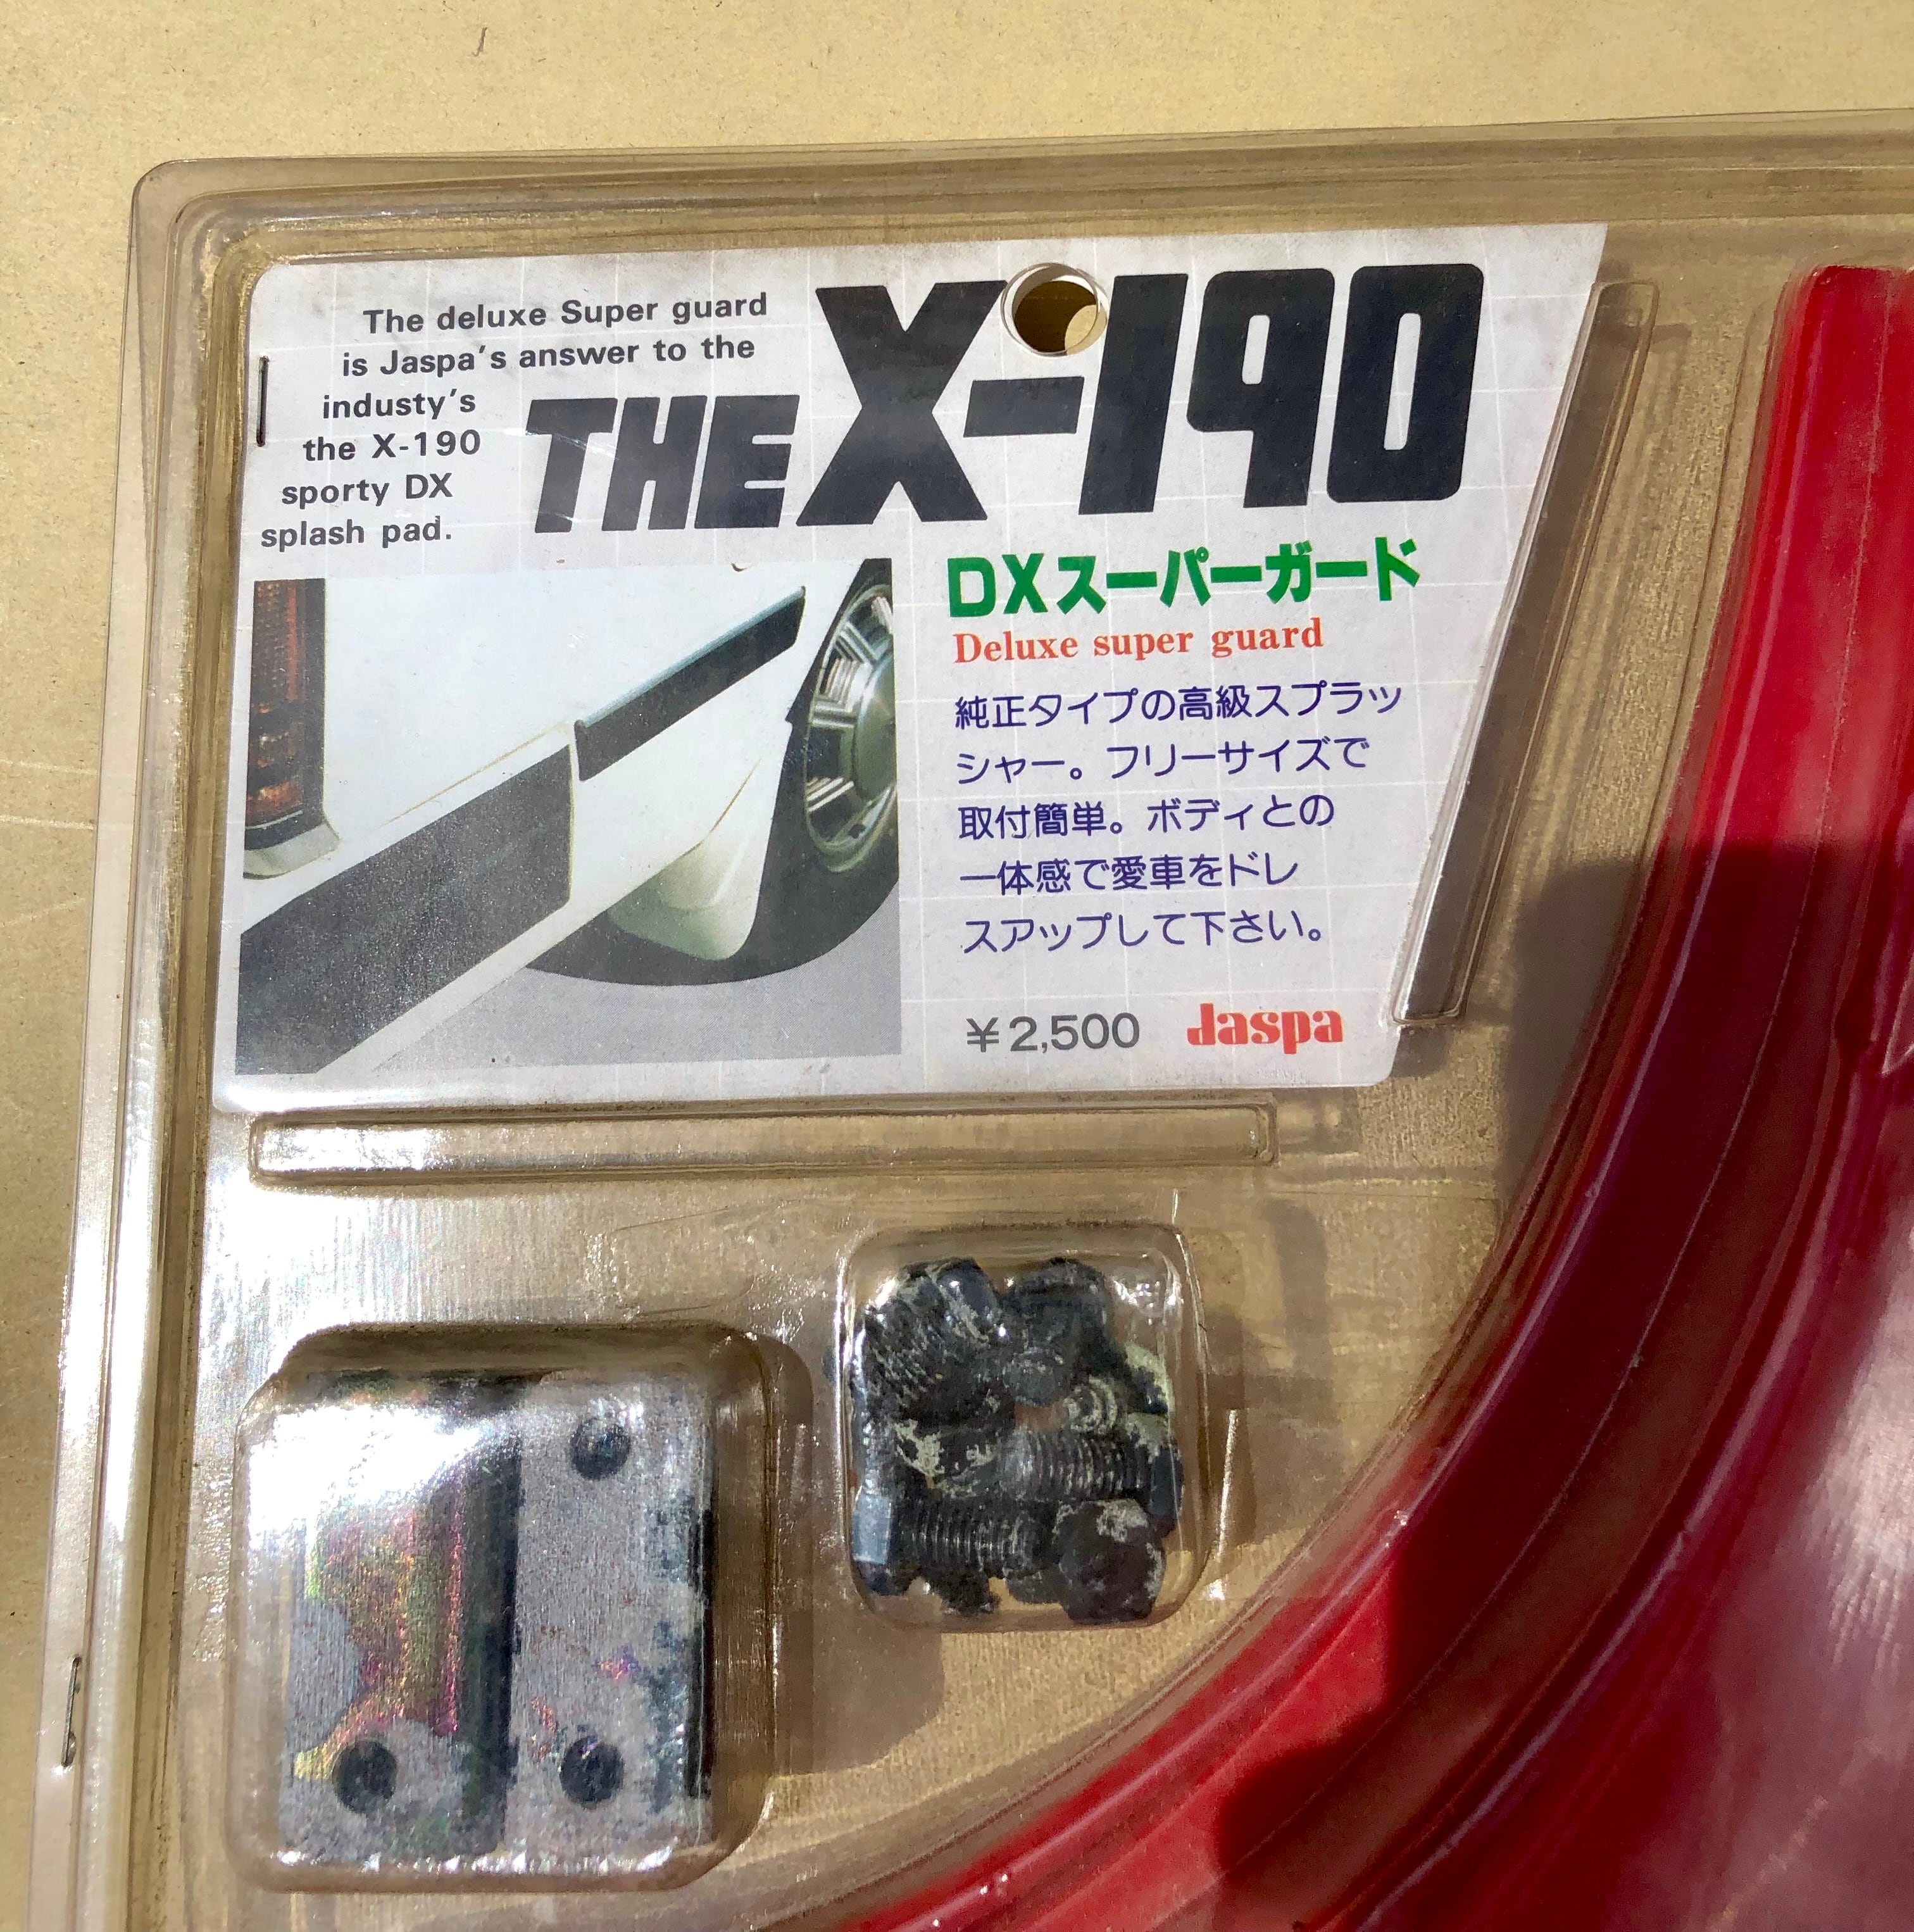 The deluxe Super guard
is Jaspa's answer to the
industy's
the X-190
sporty DX
splash pad.
THE X-190
DXスーパーガード
Deluxe super guard
純正タイプの高級スプラッ
シャー。フリーサイズで
取付簡単。ボディとの
一体感で愛車をドレ
スアップして下さい。
¥2,500 Jaspa